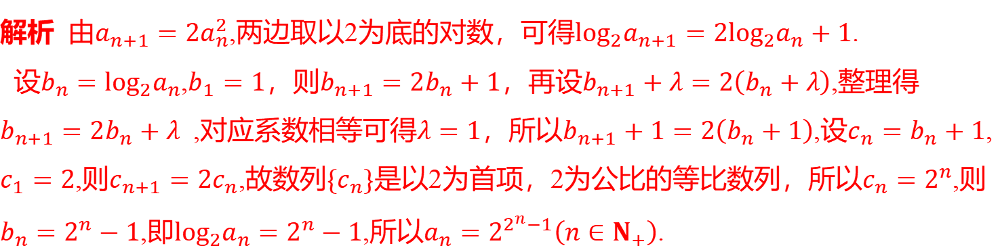 解析 由$a_{n+1}=2a_n^2$,两边取以2为底的对数，可得$\log_2 a_{n+1}=2\log_2 a_n+1$.
设$b_n=\log_2 a_n$,$b_1=1$，则$b_{n+1}=2b_n+1$，再设$b_{n+1}+\lambda=2(b_n+\lambda)$,整理得
$b_{n+1}=2b_n+\lambda$ ,对应系数相等可得$\lambda=1$，所以$b_{n+1}+1=2(b_n+1)$,设$c_n=b_n+1$,
$c_1=2$,则$c_{n+1}=2c_n$,故数列$\{c_n\}$是以2为首项，2为公比的等比数列，所以$c_n=2^n$,则
$b_n=2^n-1$,即$\log_2 a_n=2^n-1$,所以$a_n=2^{2^n-1}(n\in\mathbf{N}_+)$.